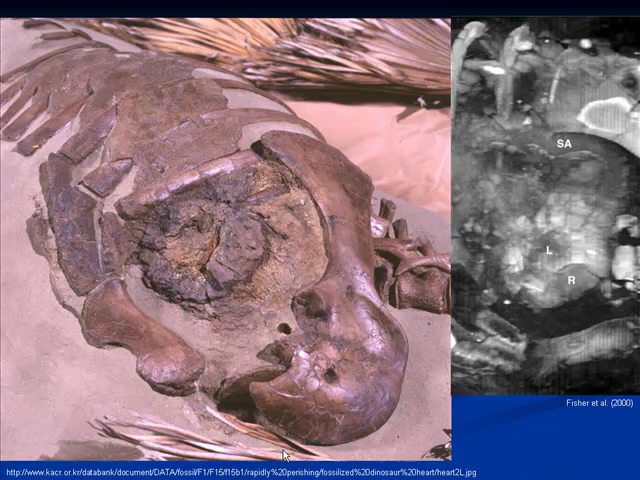 SA
L
R
Fisher et al. (2000)
http://www.kacr.or.kr/databank/document/DATA/fossil/F1/F15/f15b1/rapidly%20perishing/fossilized%20dinosaur%20heart/heart2L.jpg